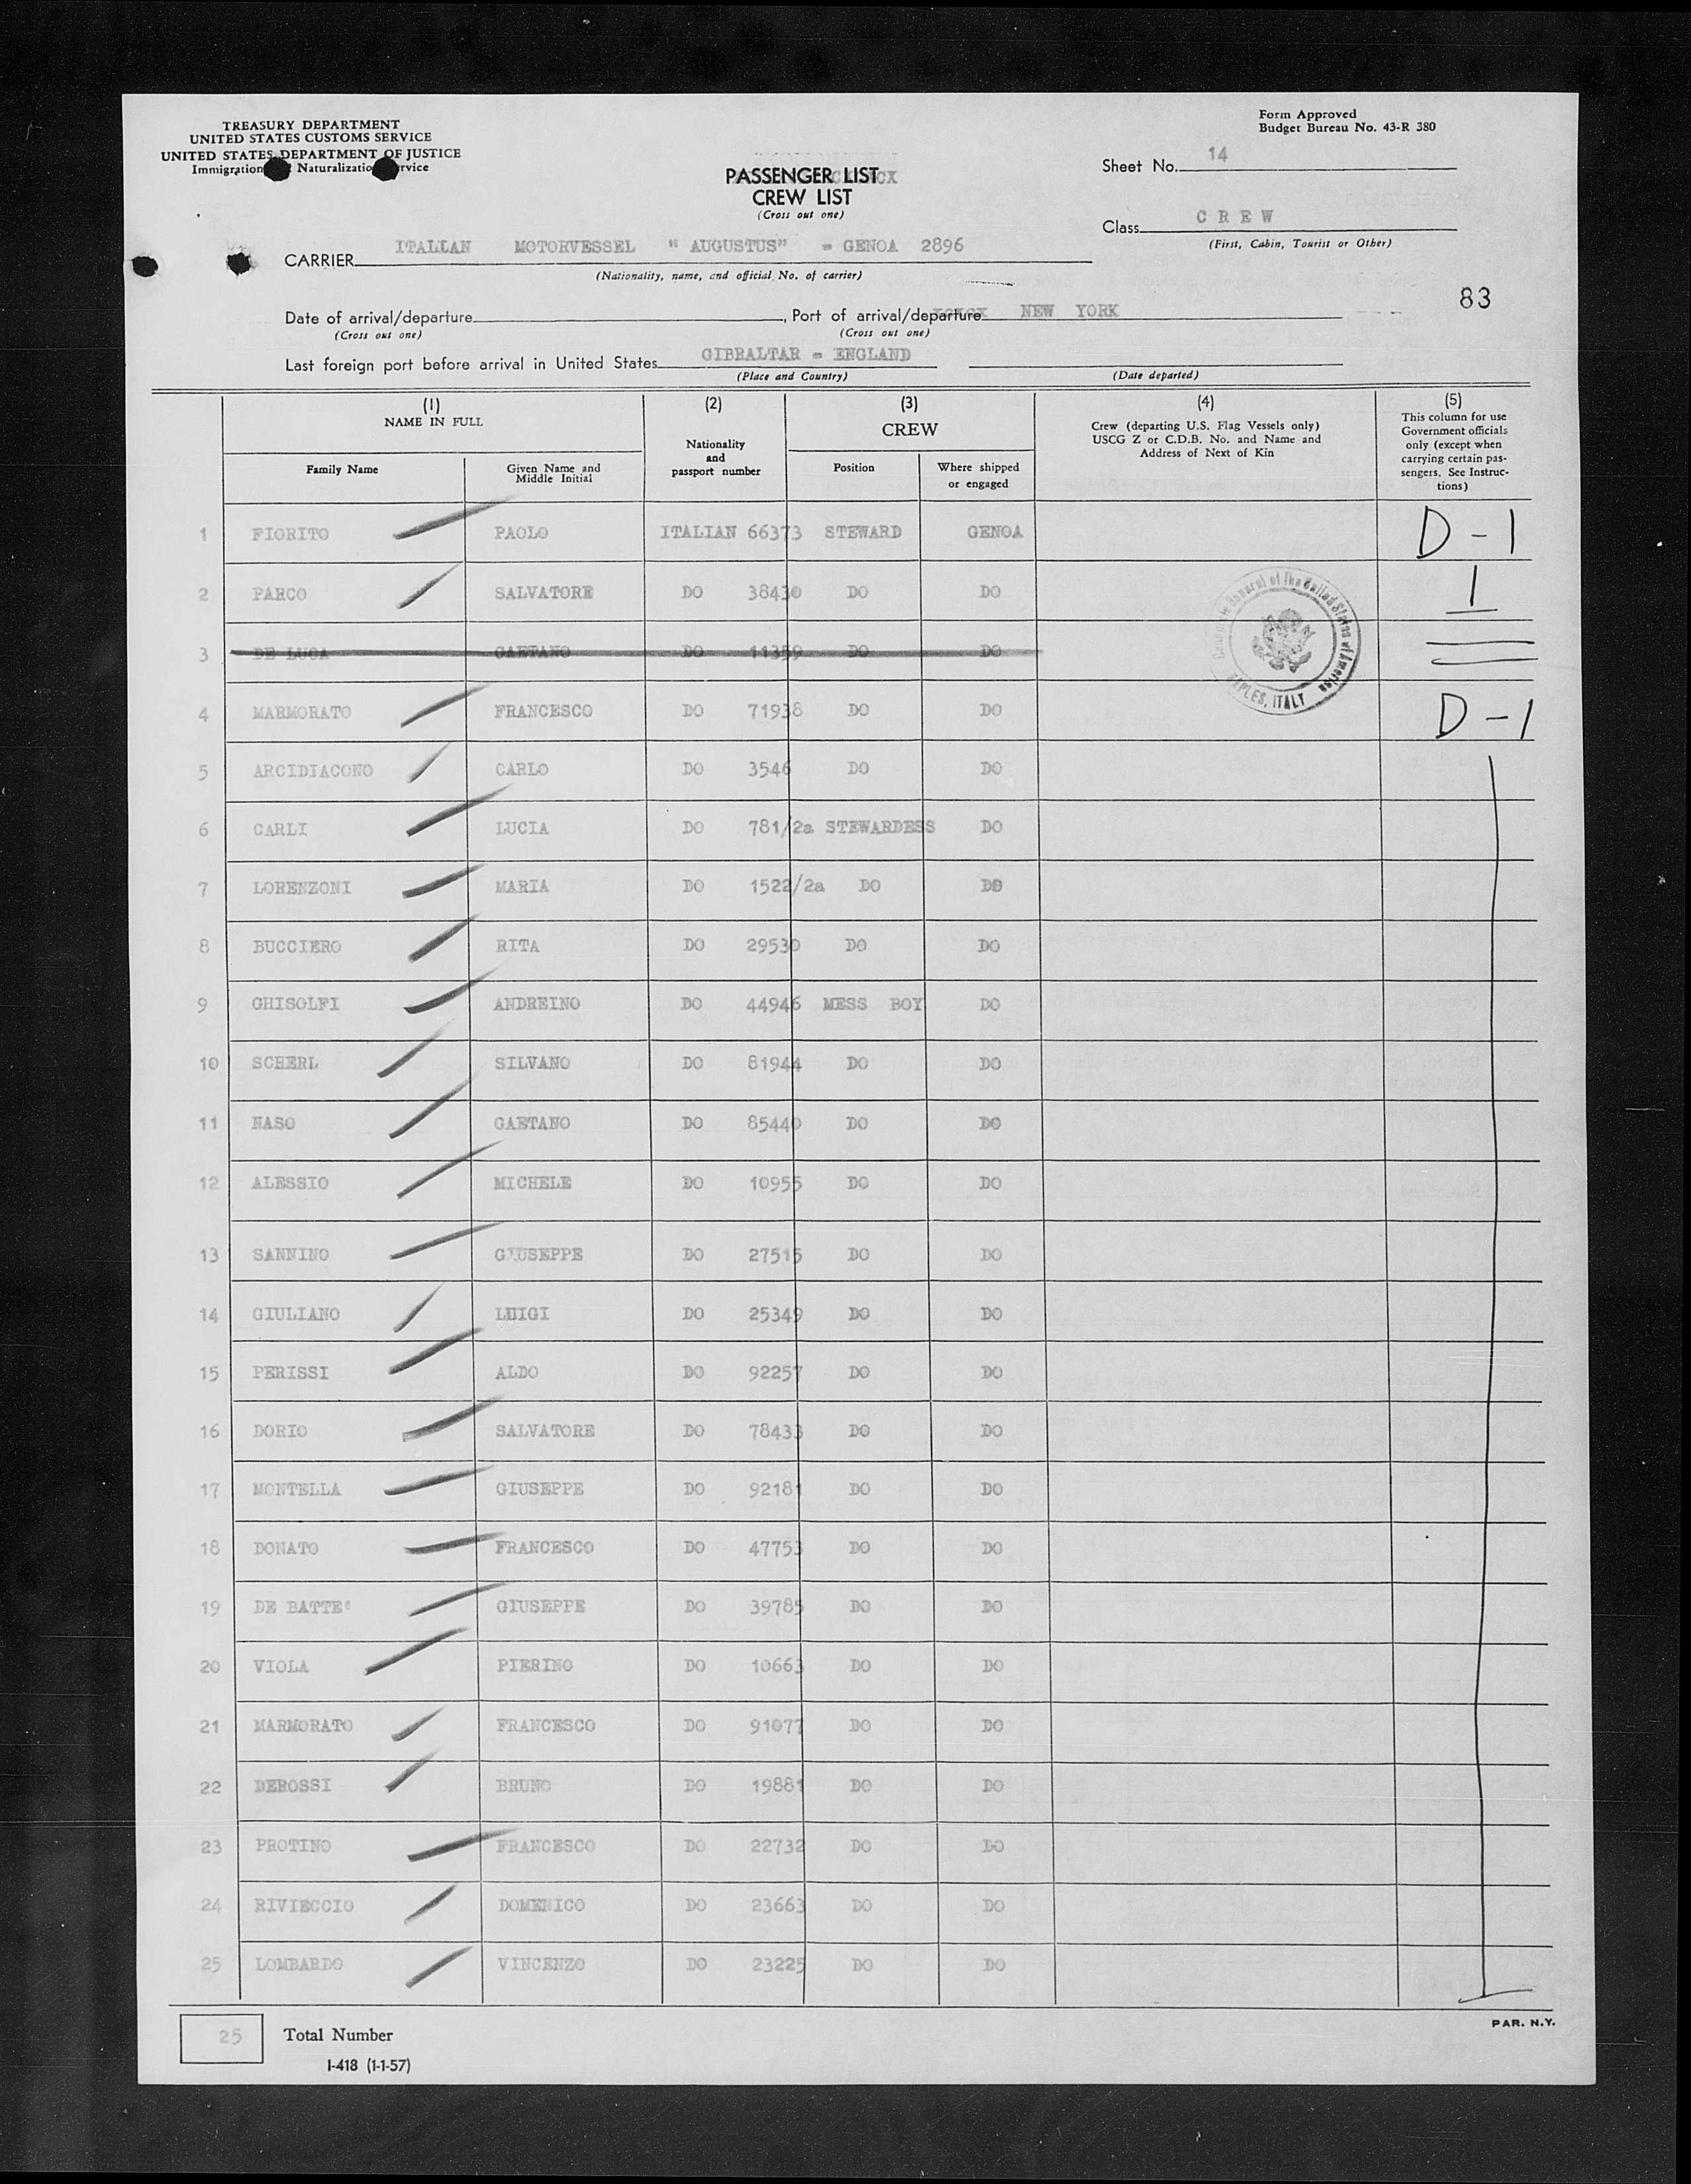 TREASURY DEPARTMENT
UNITED STATES CUSTOMS SERVICE
UNITED STATES DEPARTMENT OF JUSTICE
Immigration Naturalization Service
Form Approved
Budget Bureau No. 43-R 380
PASSENGER LIST
CREW LIST
(Cross out one)
Sheet No. 14
Class CREW
(First, Cabin, Tourist or Other)
CARRIER ITALIAN MOTORVESSEL " AUGUSTUS" = GENOA 2896
(Nationality, name, and official No. of carrier)
83
Date of arrival/departure , Port of arrival/departure NEW YORK
(Cross out one) (Cross out one)
Last foreign port before arrival in United States GIBRALTAR = ENGLAND
(Place and Country) (Date departed)
(1) (2) (3) (4) (5)
NAME IN FULL
Family Name
Given Name and Middle Initial
Nationality and passport number
CREW
Position
Where shipped or engaged
Crew (departing U.S. Flag Vessels only)
USCG Z or C.D.B. No. and Name and
Address of Next of Kin
This column for use
Government officials
only (except when
carrying certain pas-
sengers. See Instruc-
tions)
1 FIORITO PAOLO ITALIAN 66373 STEWARD GENOA D-1
2 PARCO SALVATORE DO 38430 DO DO 1
3 DE LUCA GAETANO DO 11359 DO DO
4 MARMORATO FRANCESCO DO 71938 DO DO D-1
NAPLES, ITALY
5 ARCIDIACONO CARLO DO 3546 DO DO
6 CARLI LUCIA DO 781/2a STEWARDESS DO
7 LORENZONI MARIA DO 1522/2a DO DO
8 BUCCIERO RITA DO 29530 DO DO
9 GHISOLFI ANDREINO DO 44946 MESS BOY DO
10 SCHERL SILVANO DO 81944 DO DO
11 NASO GAETANO DO 85440 DO DO
12 ALESSIO MICHELE DO 10955 DO DO
13 SANNINO GIUSEPPE DO 27515 DO DO
14 GIULIANO LUIGI DO 25349 DO DO
15 PERISSI ALDO DO 92257 DO DO
16 DORIO SALVATORE DO 78433 DO DO
17 MONTELLA GIUSEPPE DO 92181 DO DO
18 DONATO FRANCESCO DO 47753 DO DO
19 DE BATTE' GIUSEPPE DO 39785 DO DO
20 VIOLA PIERINO DO 10663 DO DO
21 MARMORATO FRANCESCO DO 91077 DO DO
22 DEROSSI BRUNO DO 19881 DO DO
23 PROTINO FRANCESCO DO 22732 DO DO
24 RIVIECCIO DOMENICO DO 23663 DO DO
25 LOMBARDO VINCENZO DO 23225 DO DO
PAR. N.Y.
25 Total Number
I-418 (1-1-57)